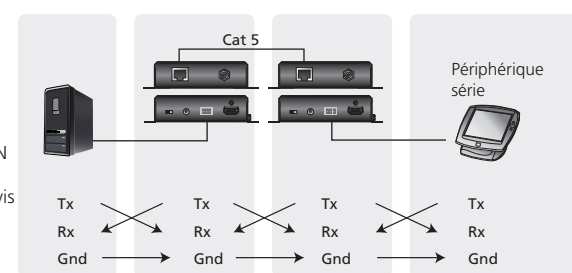 Cat 5
Périphérique
série
N
vis
Tx Tx Tx Tx
Rx Rx Rx Rx
Gnd Gnd Gnd Gnd